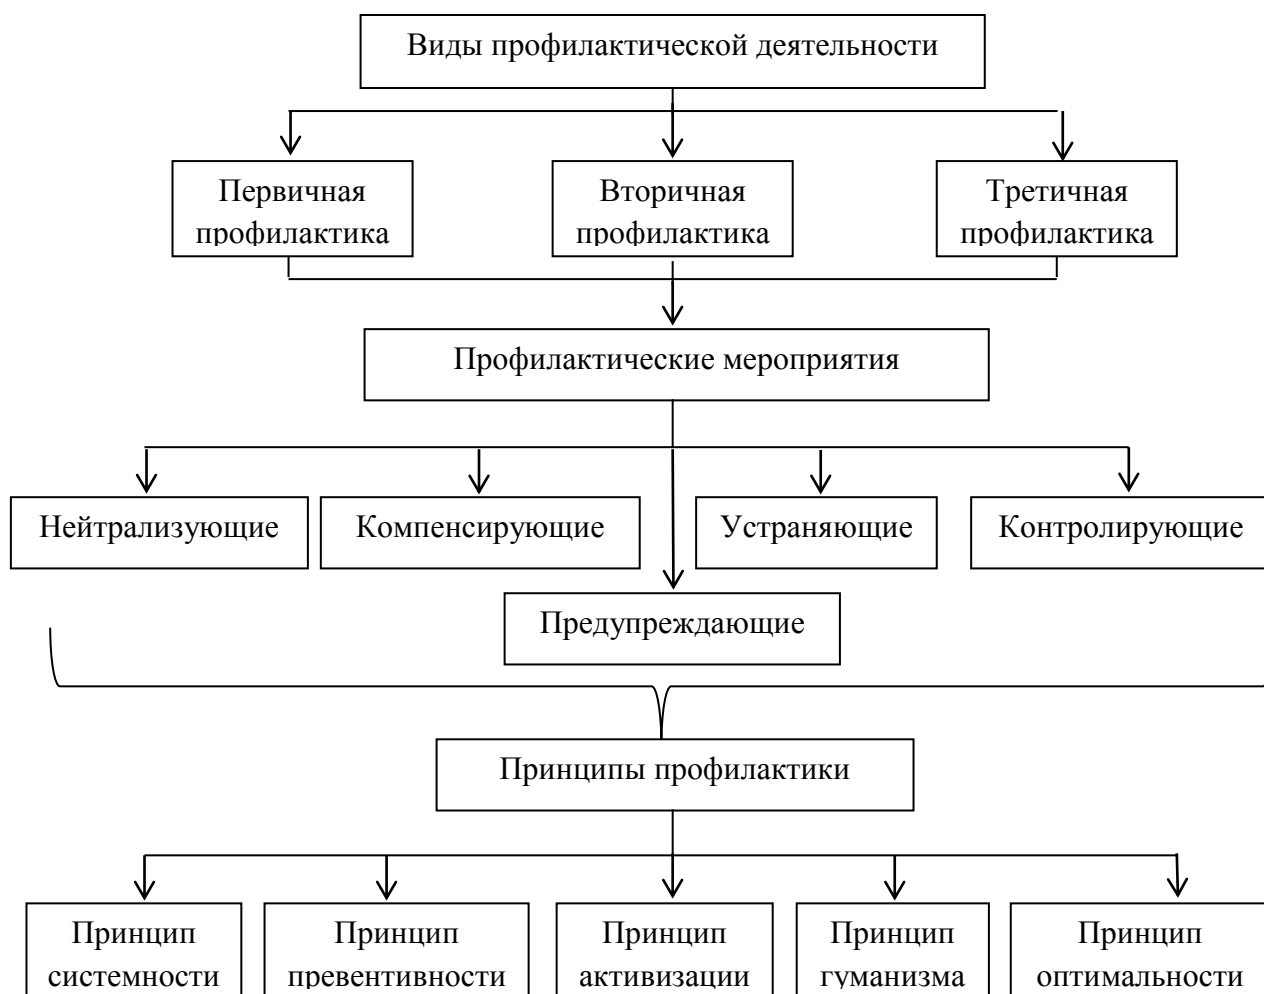 Виды профилактической деятельности
Первичная
профилактика
Вторичная
профилактика
Третичная
профилактика
Профилактические мероприятия
Нейтрализующие
Компенсирующие
Устраняющие
Контролирующие
Предупреждающие
Принципы профилактики
Принцип
системности
Принцип
превентивности
Принцип
активизации
Принцип
гуманизма
Принцип
оптимальности